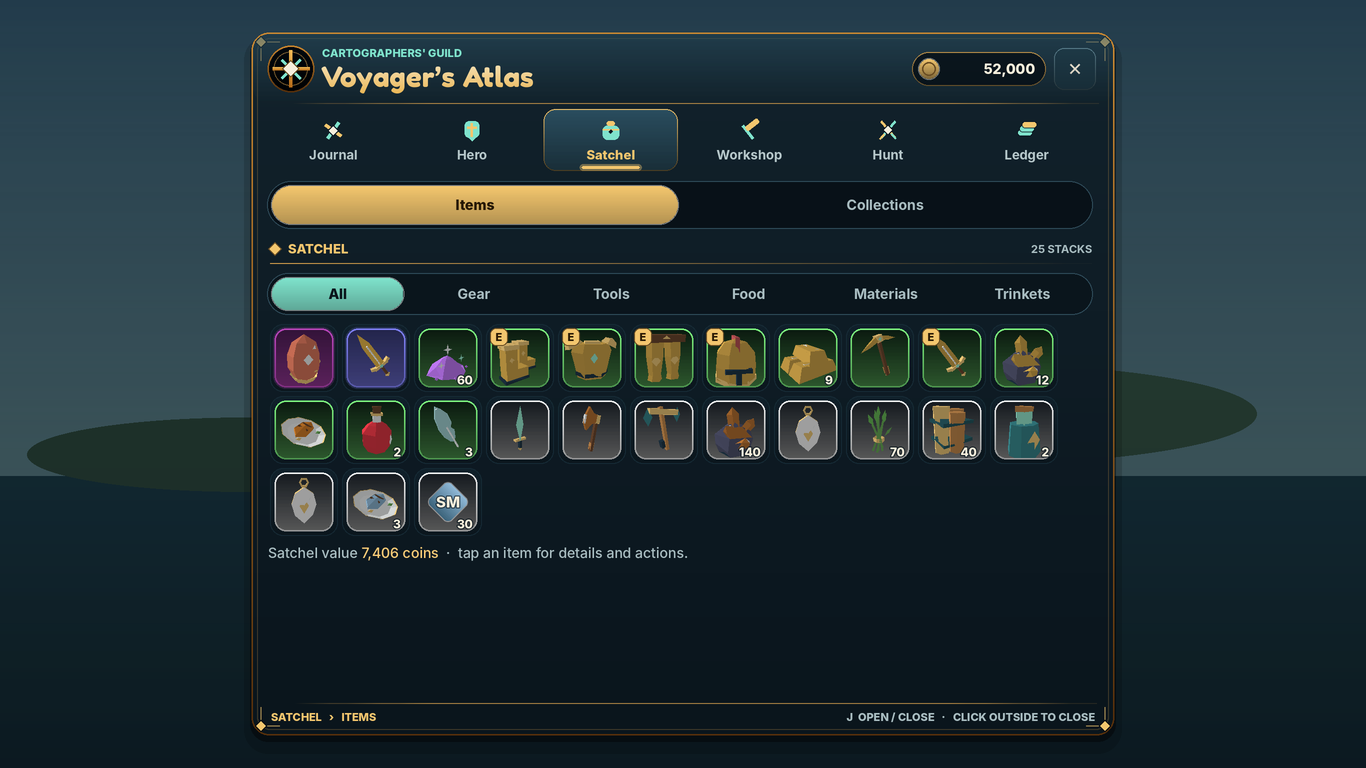 CARTOGRAPHERS' GUILD
Voyager’s Atlas
52,000
×
Journal
Hero
Satchel
Workshop
Hunt
Ledger
Items
Collections
SATCHEL
25 STACKS
All
Gear
Tools
Food
Materials
Trinkets
60
E
E
E
E
9
E
12
2
3
140
70
40
2
3
SM
30
Satchel value 7,406 coins · tap an item for details and actions.
SATCHEL › ITEMS
J OPEN / CLOSE · CLICK OUTSIDE TO CLOSE